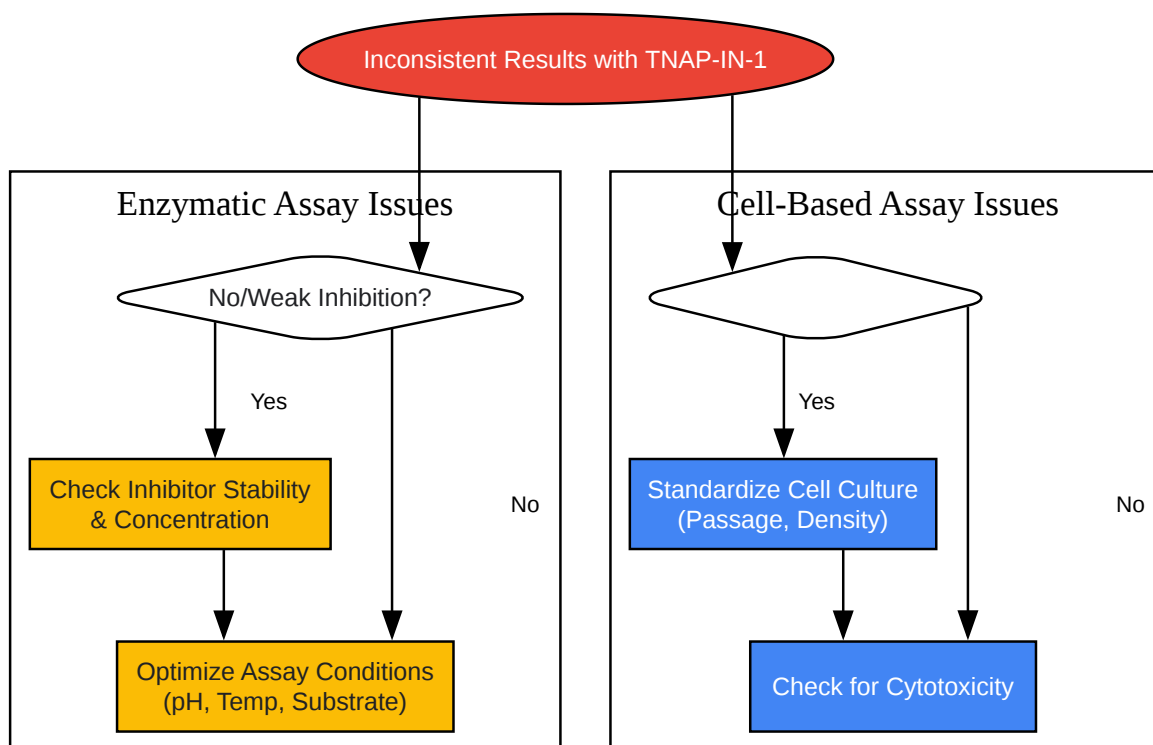 Inconsistent Results with TNAP-IN-1
Enzymatic Assay Issues
No/Weak Inhibition?
Yes
Check Inhibitor Stability
& Concentration
No
Optimize Assay Conditions
(pH, Temp, Substrate)
Cell-Based Assay Issues
Yes
Standardize Cell Culture
(Passage, Density)
No
Check for Cytotoxicity